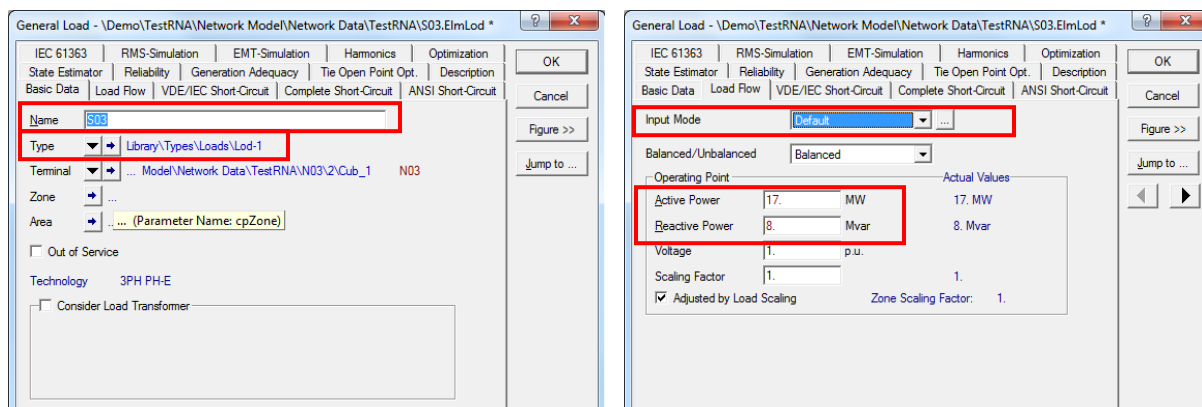 General Load - \Demo\TestRNA\Network Model\Network Data\TestRNA\S03.ElmLod *
IEC 61363 RMS-Simulation EMT-Simulation Harmonics Optimization
State Estimator Reliability Generation Adequacy Tie Open Point Opt. Description
Basic Data Load Flow VDE/IEC Short-Circuit Complete Short-Circuit ANSI Short-Circuit
Name S03
Type Library\Types\Loads\Lod-1
Terminal ... Model\Network Data\TestRNA\N03\2\Cub_1 N03
Zone ...
Area .. ... (Parameter Name: cpZone)
Out of Service
Technology 3PH PH-E
Consider Load Transformer
OK
Cancel
Figure >>
Jump to ...
General Load - \Demo\TestRNA\Network Model\Network Data\TestRNA\S03.ElmLod *
IEC 61363 RMS-Simulation EMT-Simulation Harmonics Optimization
State Estimator Reliability Generation Adequacy Tie Open Point Opt. Description
Basic Data Load Flow VDE/IEC Short-Circuit Complete Short-Circuit ANSI Short-Circuit
Input Mode Default ...
Balanced/Unbalanced Balanced
Operating Point Actual Values
Active Power 17. MW 17. MW
Reactive Power 8. Mvar 8. Mvar
Voltage 1. p.u.
Scaling Factor 1. 1.
Adjusted by Load Scaling Zone Scaling Factor: 1.
OK
Cancel
Figure >>
Jump to ...